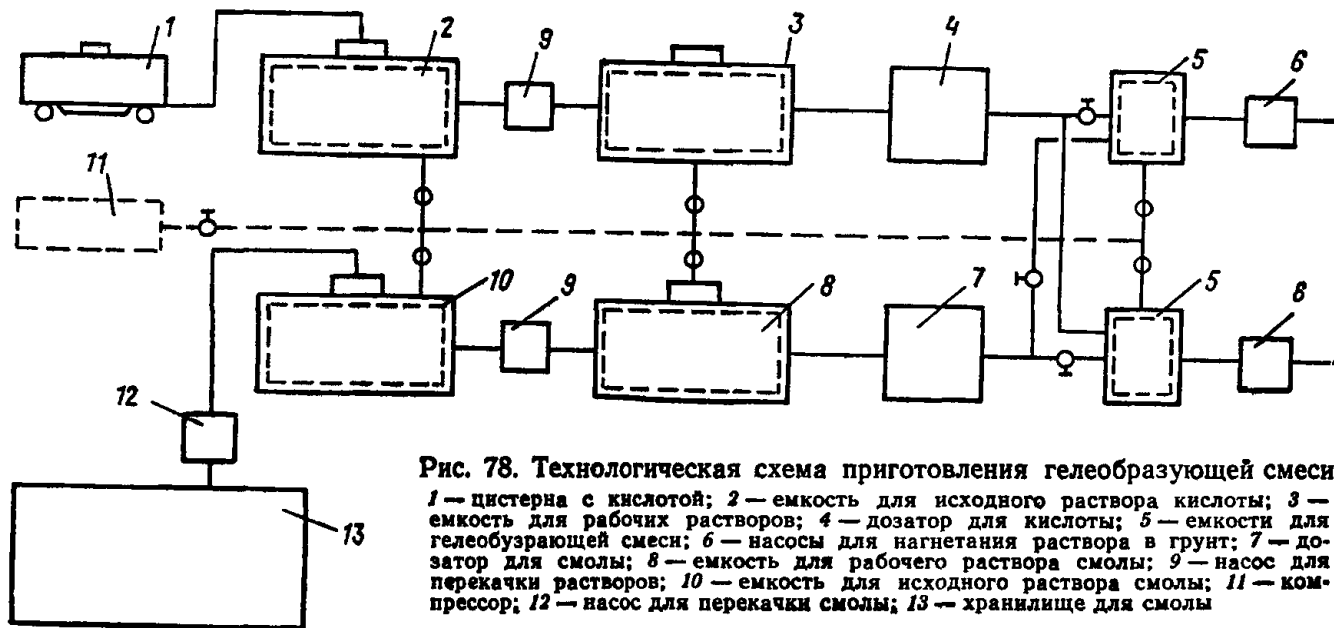 1
2
9
3
4
5
6
11
10
9
8
7
5
8
12
13
Рис. 78. Технологическая схема приготовления гелеобразующей смеси
1 — цистерна с кислотой; 2 — емкость для исходного раствора кислоты; 3 —
емкость для рабочих растворов; 4 — дозатор для кислоты; 5 — емкости для
гелеобузрающей смеси; 6 — насосы для нагнетания раствора в грунт; 7 — до-
затор для смолы; 8 — емкость для рабочего раствора смолы; 9 — насос для
перекачки растворов; 10 — емкость для исходного раствора смолы; 11 — ком-
прессор; 12 — насос для перекачки смолы; 13 — хранилище для смолы